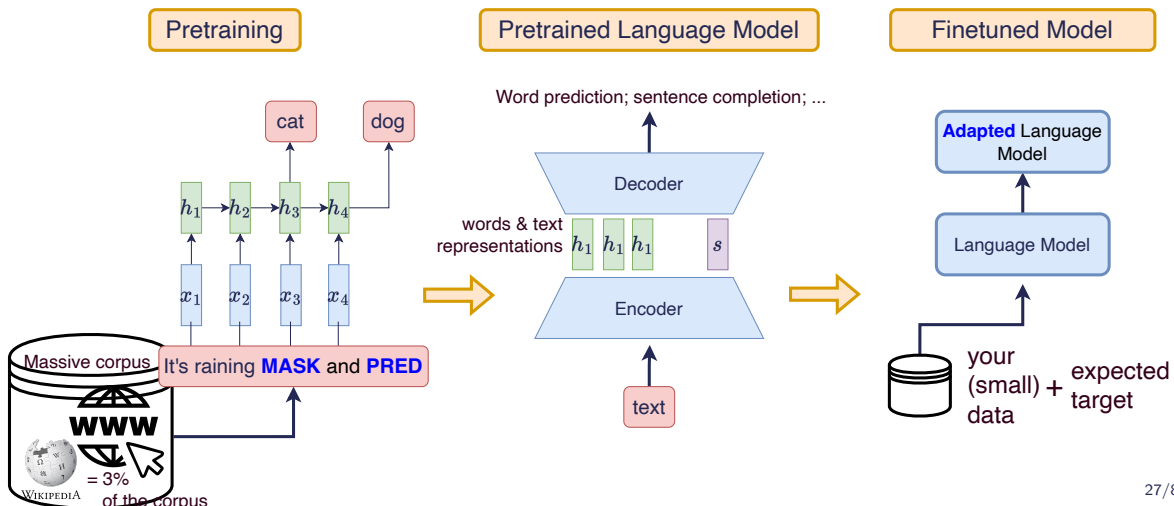 Pretraining
Pretrained Language Model
Finetuned Model
cat
dog
h₁
h₂
h₃
h₄
x₁
x₂
x₃
x₄
Massive corpus
It's raining MASK and PRED
WWW
WIKIPEDIA
= 3%
of the corpus
Word prediction; sentence completion; ...
Decoder
words & text
representations
h₁
h₁
h₁
s
Encoder
text
Adapted Language
Model
Language Model
your
(small)
data
+
expected
target
27/8